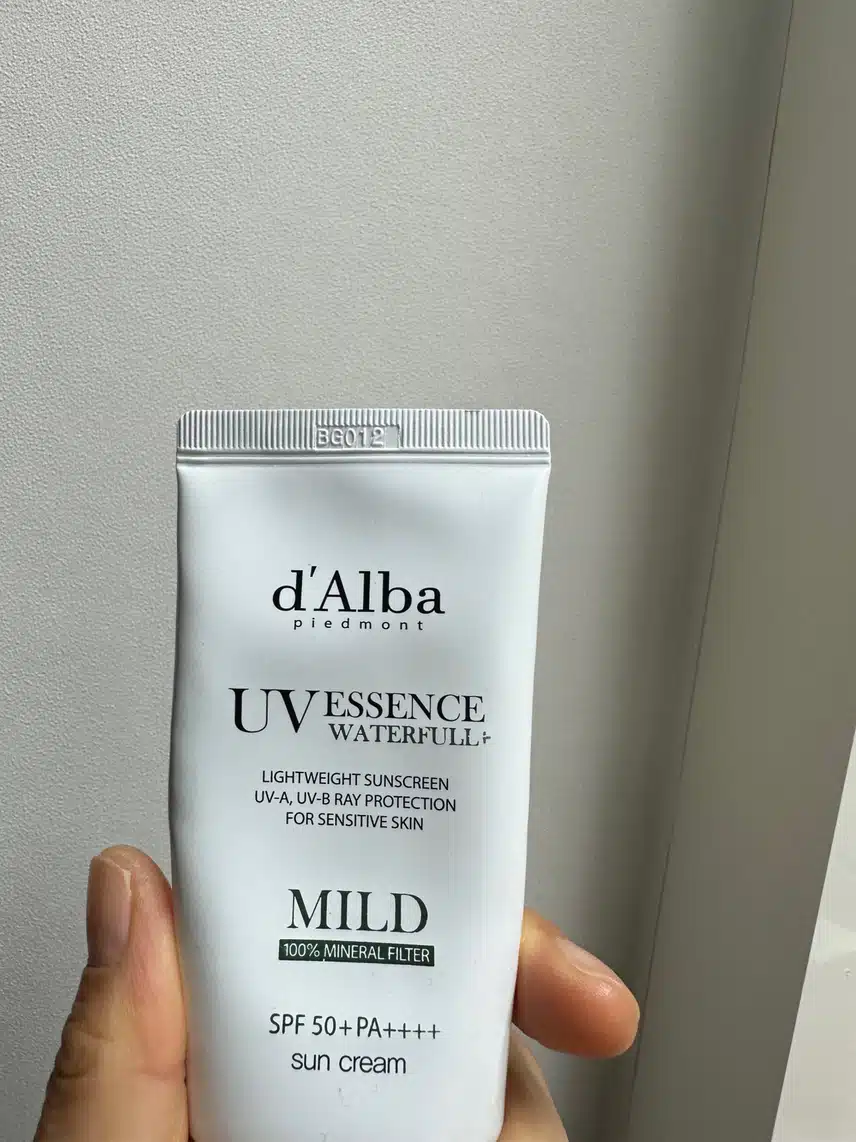 BG012
d'Alba
piedmont
UV ESSENCE
WATERFULL+
LIGHTWEIGHT SUNSCREEN
UV-A, UV-B RAY PROTECTION
FOR SENSITIVE SKIN
MILD
100% MINERAL FILTER
SPF 50+ PA++++
sun cream